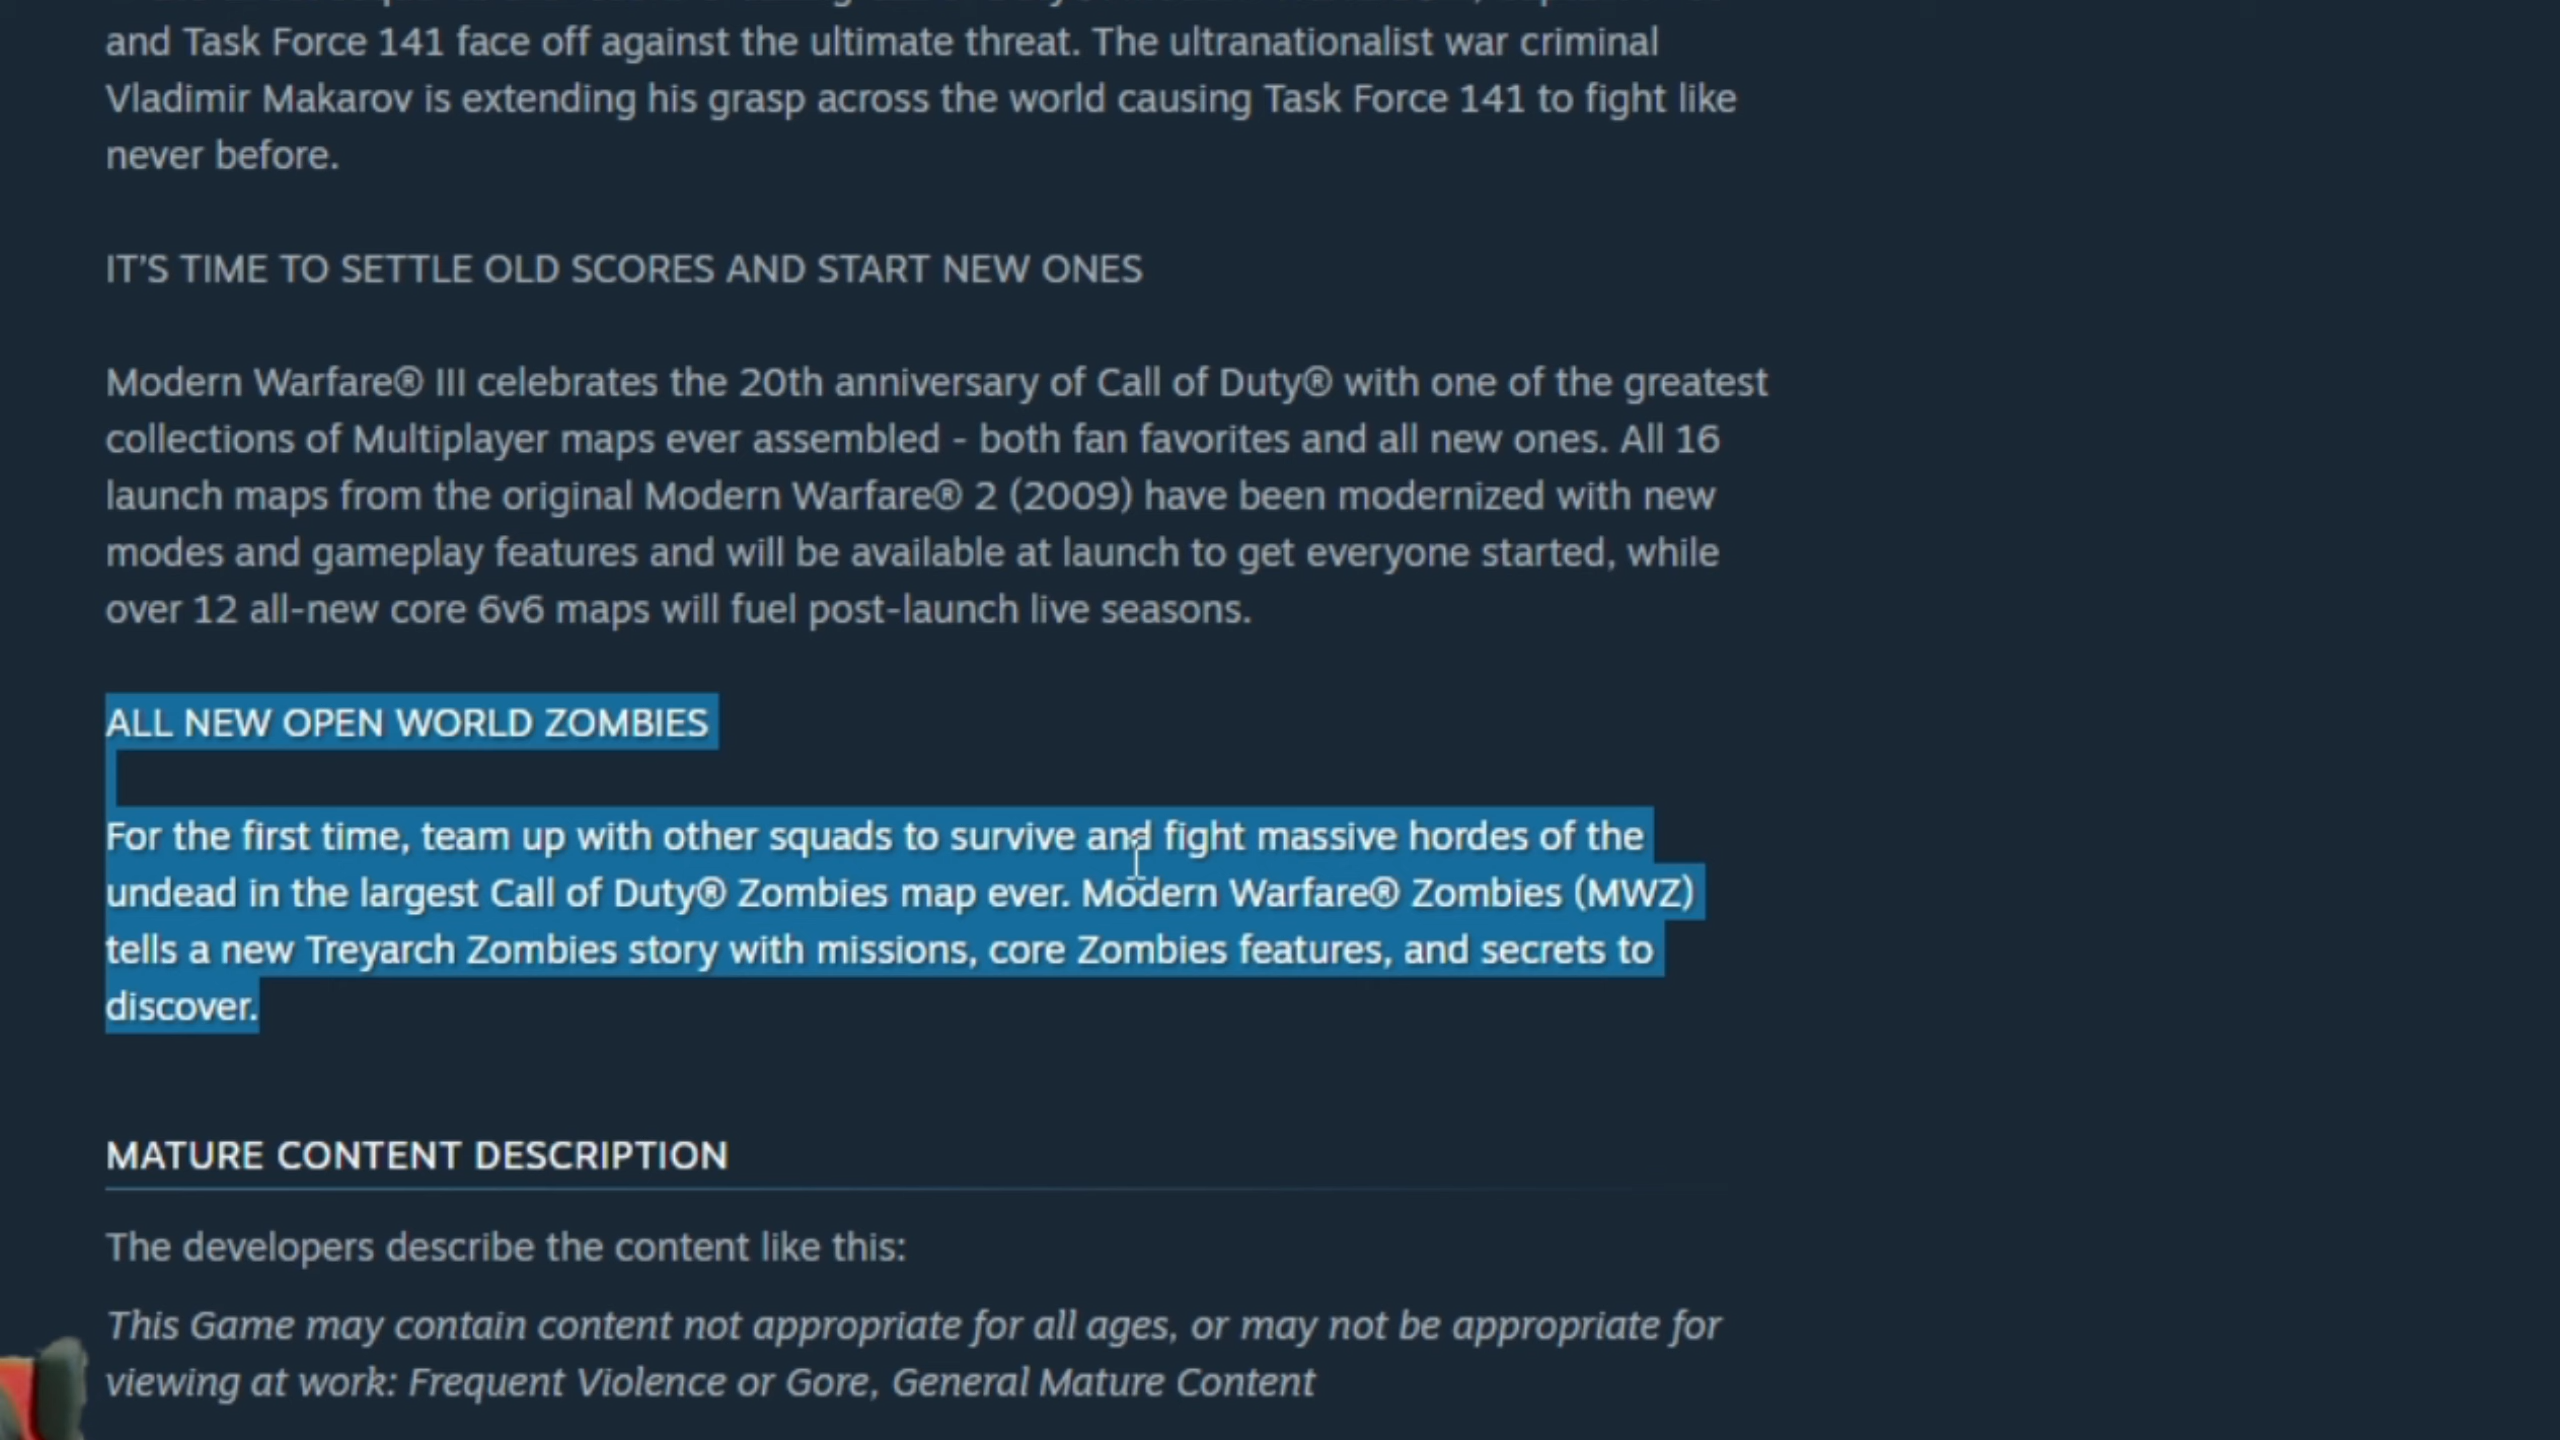 and Task Force 141 face off against the ultimate threat. The ultranationalist war criminal
Vladimir Makarov is extending his grasp across the world causing Task Force 141 to fight like
never before.
IT'S TIME TO SETTLE OLD SCORES AND START NEW ONES
Modern Warfare® III celebrates the 20th anniversary of Call of Duty® with one of the greatest
collections of Multiplayer maps ever assembled - both fan favorites and all new ones. All 16
launch maps from the original Modern Warfare® 2 (2009) have been modernized with new
modes and gameplay features and will be available at launch to get everyone started, while
over 12 all-new core 6v6 maps will fuel post-launch live seasons.
ALL NEW OPEN WORLD ZOMBIES
For the first time, team up with other squads to survive and fight massive hordes of the
undead in the largest Call of Duty® Zombies map ever. Modern Warfare® Zombies (MWZ)
tells a new Treyarch Zombies story with missions, core Zombies features, and secrets to
discover.
MATURE CONTENT DESCRIPTION
The developers describe the content like this:
This Game may contain content not appropriate for all ages, or may not be appropriate for
viewing at work: Frequent Violence or Gore, General Mature Content